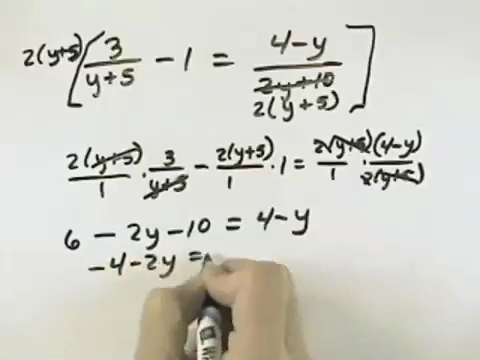 2(y+5)[3/(y+5) - 1 = (4-y)/(2y+10) 2(y+5)]
2(y+5)/1 · 3/(y+5) - 2(y+5)/1 · 1 = 2(y+5)/1 · (4-y)/2(y+5)
6 - 2y - 10 = 4 - y
-4 - 2y =